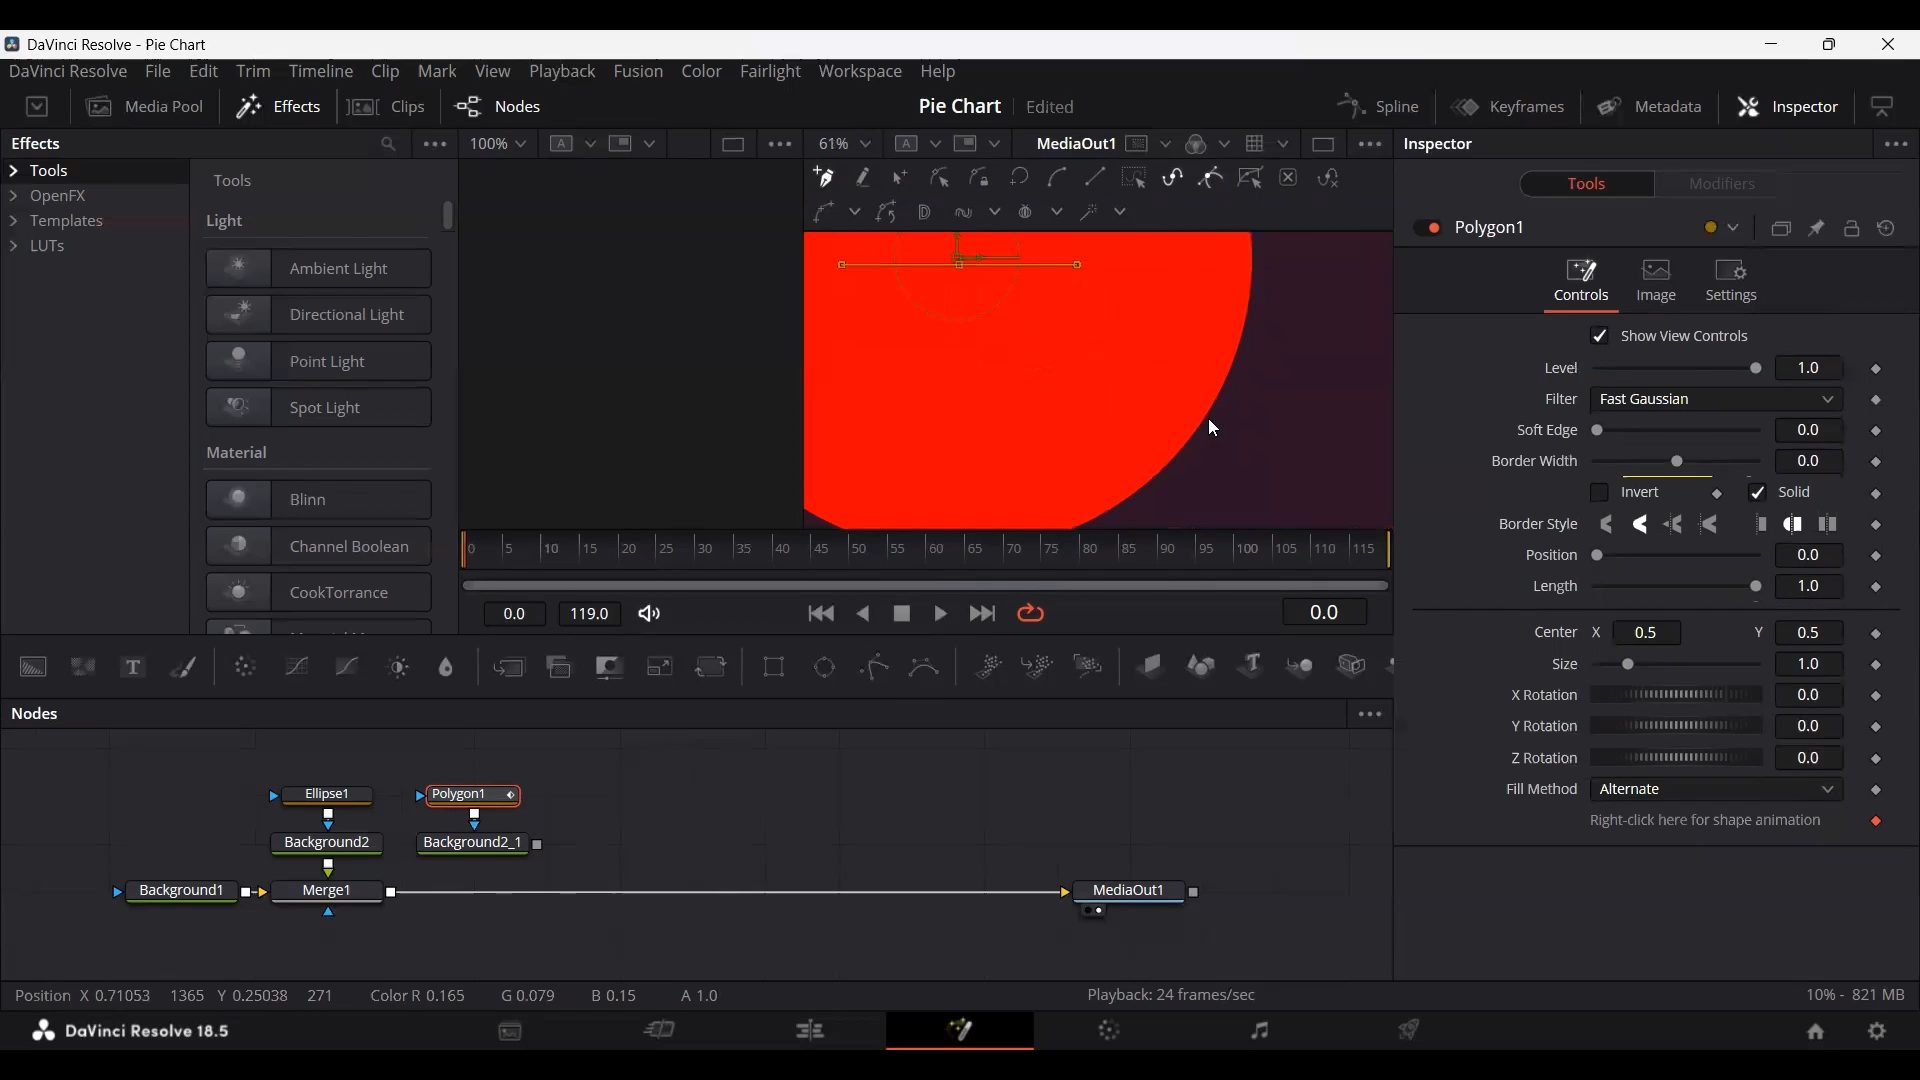 DaVinci Resolve - Pie Chart
DaVinci Resolve File Edit Trim Timeline Clip Mark View Playback Fusion Color Fairlight Workspace Help
Media Pool Effects Clips Nodes Pie Chart Edited Spline Keyframes Metadata Inspector
Effects 100% A 61% A MediaOut1 Inspector
Tools
OpenFX
Templates
LUTs
Tools
Light
Ambient Light
Directional Light
Point Light
Spot Light
Material
Blinn
Channel Boolean
CookTorrance
Tools Modifiers
Polygon1
Controls Image Settings
Show View Controls
Level 1.0
Filter Fast Gaussian
Soft Edge 0.0
Border Width 0.0
Invert Solid
Border Style
Position 0.0
Length 1.0
Center X 0.5 Y 0.5
Size 1.0
X Rotation 0.0
Y Rotation 0.0
Z Rotation 0.0
Fill Method Alternate
Right-click here for shape animation
0 5 10 15 20 25 30 35 40 45 50 55 60 65 70 75 80 85 90 95 100 105 110 115
0.0 119.0 0.0
Nodes
Ellipse1 Polygon1
Background2 Background2_1
Background1 Merge1 MediaOut1
Position X 0.71053 1365 Y 0.25038 271 Color R 0.165 G 0.079 B 0.15 A 1.0 Playback: 24 frames/sec 10% - 821 MB
DaVinci Resolve 18.5